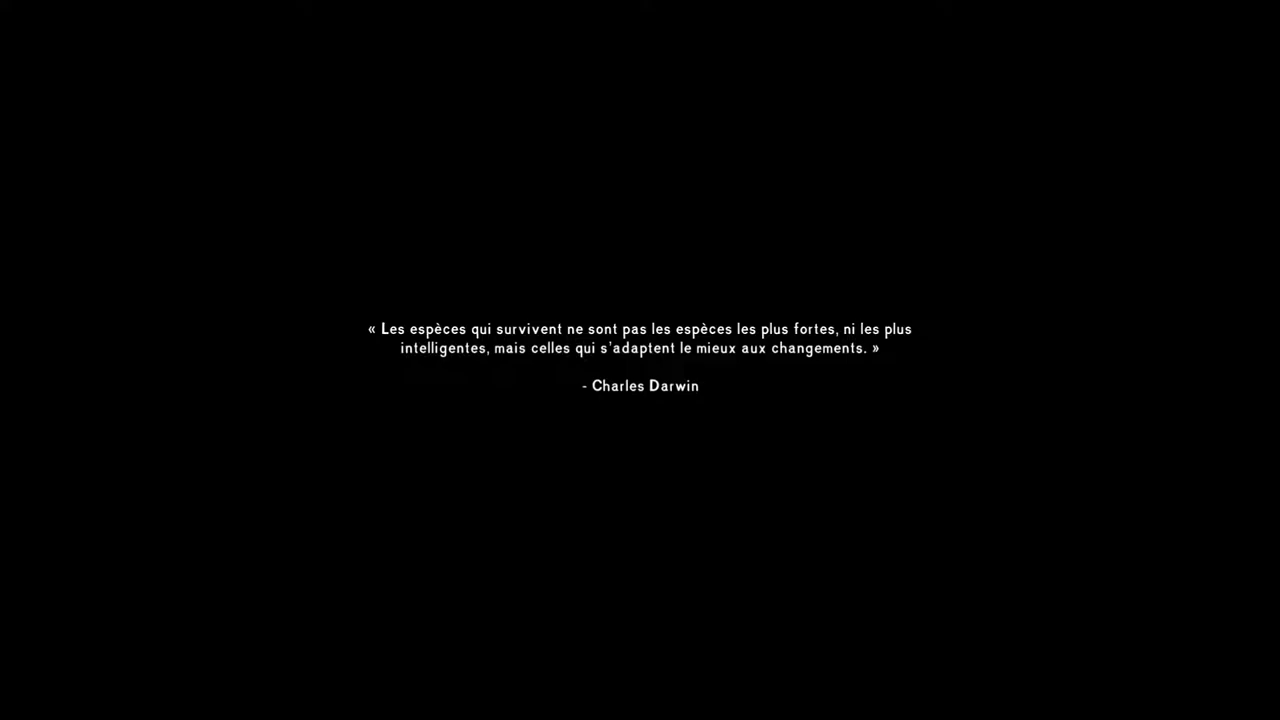 « Les espèces qui survivent ne sont pas les espèces les plus fortes, ni les plus
intelligentes, mais celles qui s'adaptent le mieux aux changements. »
- Charles Darwin